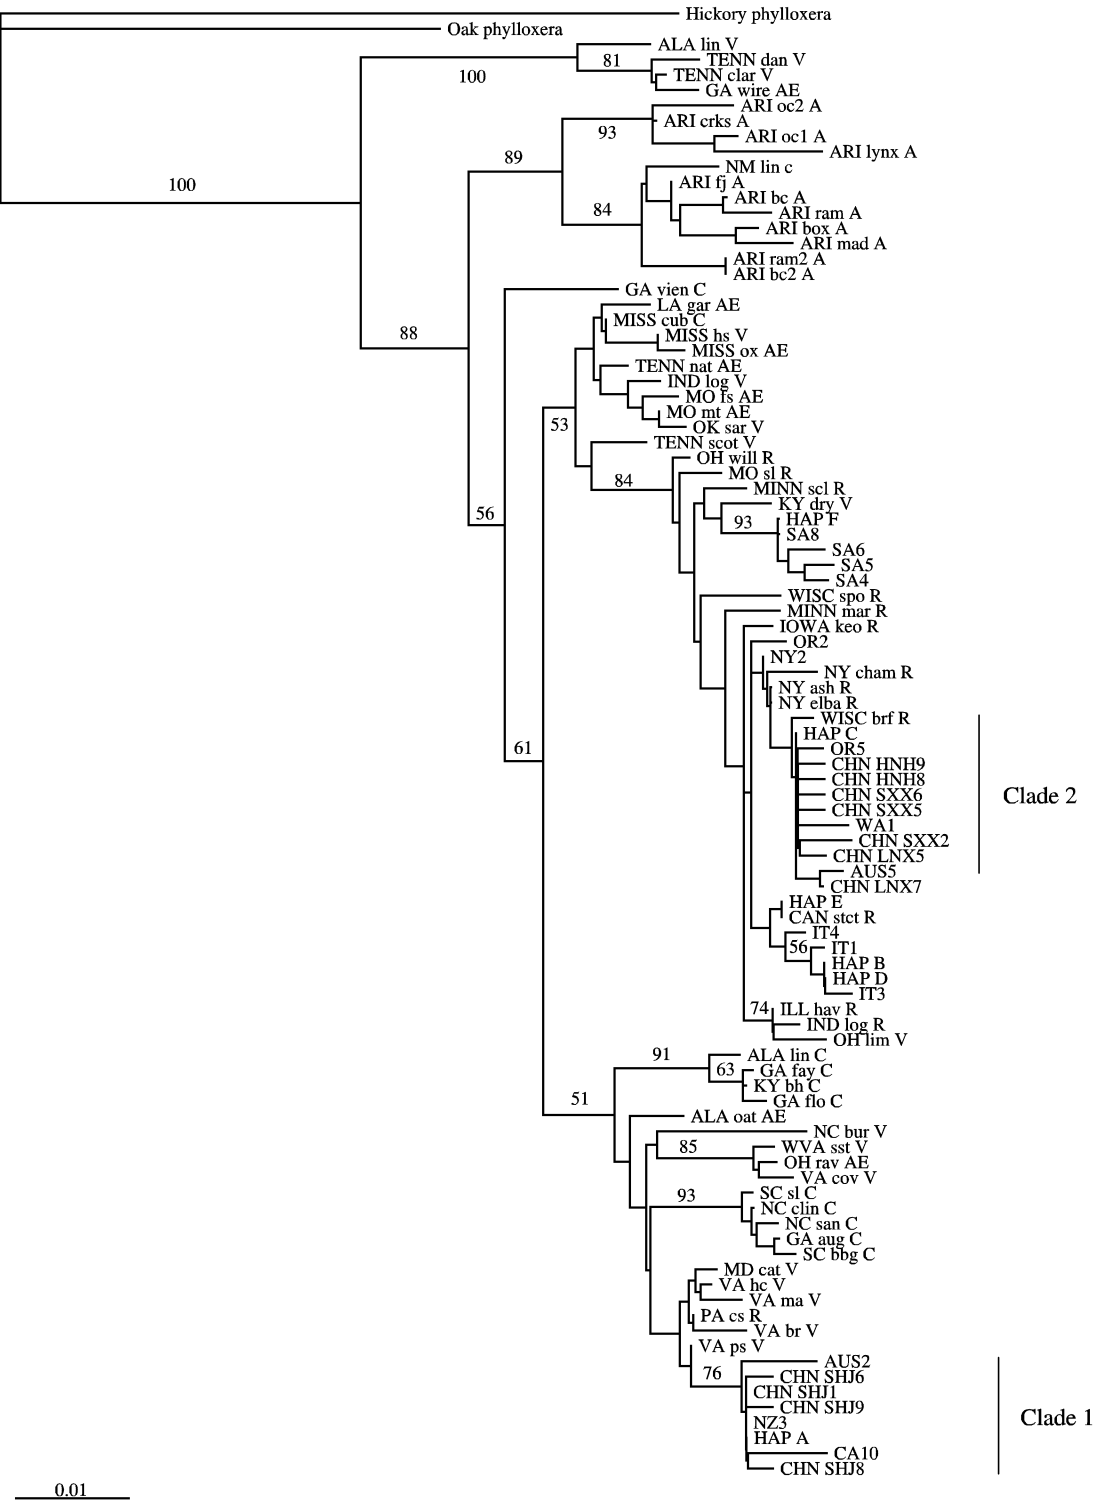 Hickory phylloxera
Oak phylloxera
ALA lin V
81
TENN dan V
100
TENN clar V
GA wire AE
ARI oc2 A
ARI crks A
93
ARI oc1 A
ARI lynx A
89
NM lin c
ARI fj A
100
ARI bc A
84
ARI ram A
ARI box A
ARI mad A
ARI ram2 A
ARI bc2 A
GA vien C
LA gar AE
MISS cub C
88
MISS hs V
MISS ox AE
TENN nat AE
IND log V
MO fs AE
MO mt AE
53
OK sar V
TENN scot V
OH will R
84
MO sl R
MINN scl R
KY dry V
56
93
HAP F
SA8
SA6
SA5
SA4
WISC spo R
MINN mar R
IOWA keo R
OR2
NY2
NY cham R
NY ash R
NY elba R
WISC brf R
HAP C
61
OR5
CHN HNH9
CHN HNH8
CHN SXX6
Clade 2
CHN SXX5
WA1
CHN SXX2
CHN LNX5
AUS5
CHN LNX7
HAP E
CAN stct R
IT4
56
IT1
HAP B
HAP D
IT3
74
ILL hav R
IND log R
OH lim V
91
ALA lin C
63
GA fay C
KY bh C
51
GA flo C
ALA oat AE
NC bur V
85
WVA sst V
OH rav AE
VA cov V
93
SC sl C
NC clin C
NC san C
GA aug C
SC bbg C
MD cat V
VA hc V
VA ma V
PA cs R
VA br V
VA ps V
AUS2
76
CHN SHJ6
CHN SHJ1
CHN SHJ9
Clade 1
NZ3
HAP A
CA10
CHN SHJ8
0.01